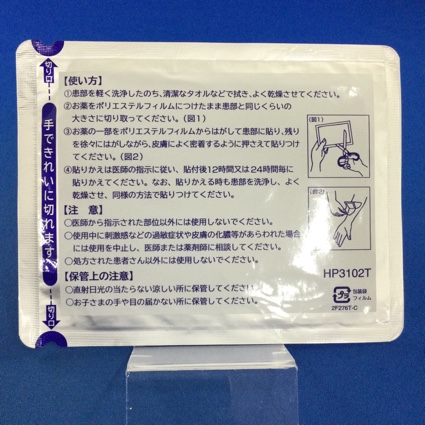 切り口
手できれいに切れます。
切り口
【使い方】
①患部を軽く洗浄したのち、清潔なタオルなどで拭き、よく乾燥させてください。
②お薬をポリエステルフィルムにつけたまま患部と同じくらいの
大きさに切り取ってください。（図1）
③お薬の一部をポリエステルフィルムからはがして患部に貼り、残り
を徐々にはがしながら、皮膚によく密着するように押さえて貼りつけ
てください。（図2）
④貼りかえは医師の指示に従い、貼付後12時間又は24時間毎に
貼りかえてください。なお、貼りかえる時も患部を洗浄し、よく
乾燥させ、同様の方法で貼りつけてください。
（図1）
（図2）
【注　意】
○医師から指示された部位以外には使用しないでください。
○使用中に刺激感などの過敏症状や皮膚の化膿等があらわれた場合
には使用を中止し、医師または薬剤師に相談してください。
○処方された患者さん以外には使用しないでください。
【保管上の注意】
○直射日光の当たらない涼しい所に保管してください。
○お子さまの手や目の届かない所に保管してください。
HP3102T
プラ
包装袋
フィルム
2F276T-C